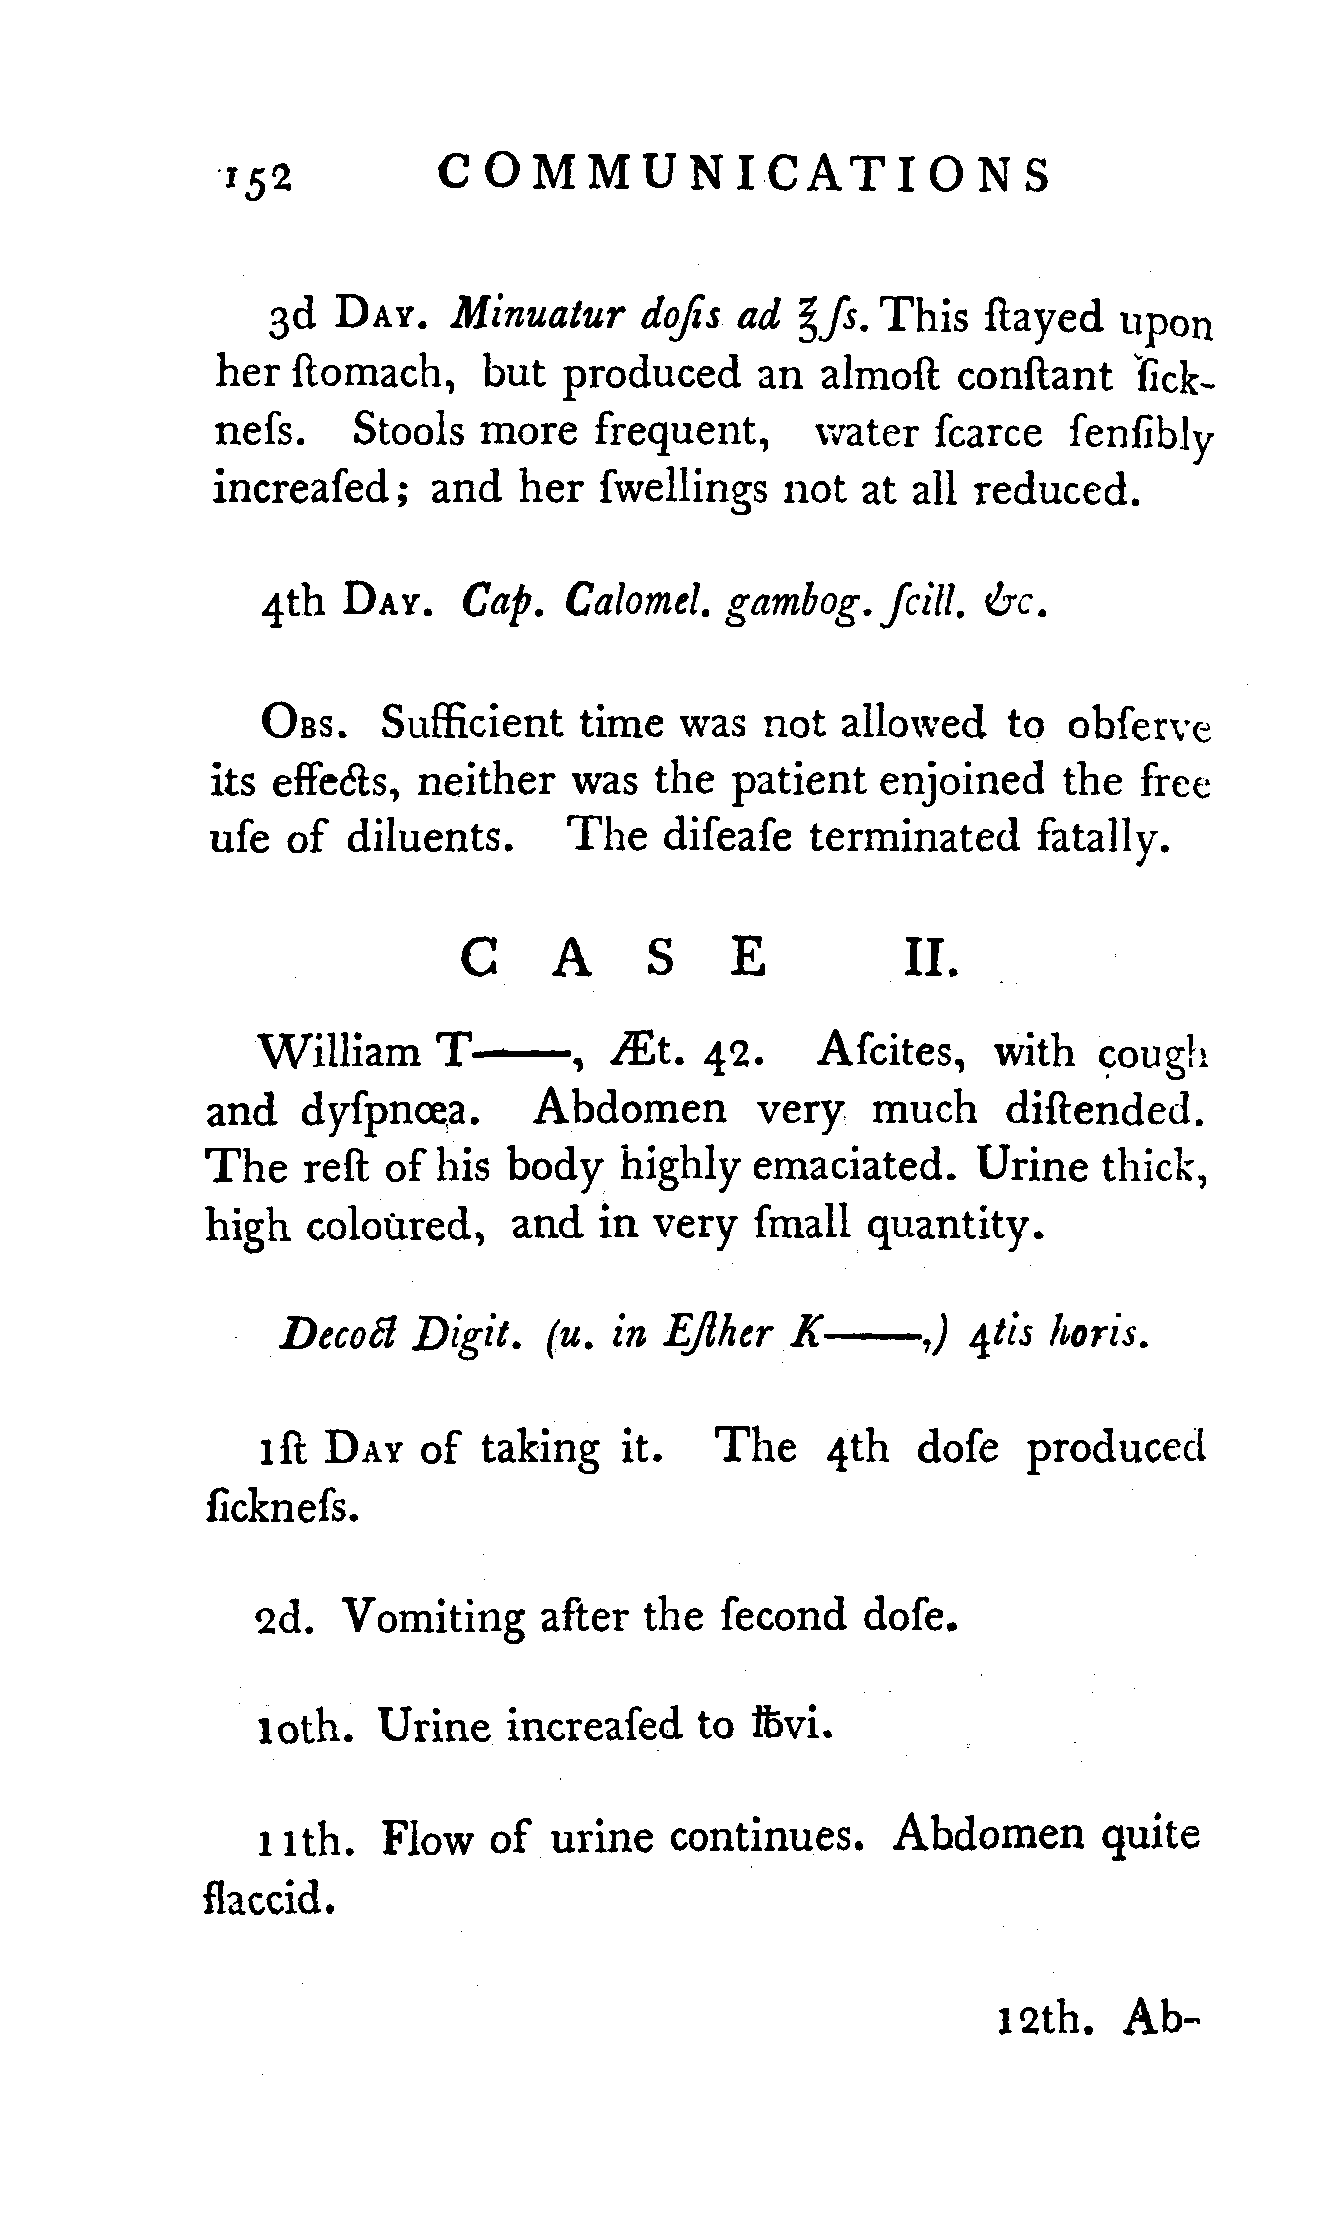 152 COMMUNICATIONS
3d DAY. Minuatur doſis ad ℥ſs. This ſtayed upon
her ſtomach, but produced an almoſt conſtant ſick-
neſs. Stools more frequent, water ſcarce ſenſibly
increaſed; and her ſwellings not at all reduced.
4th DAY. Cap. Calomel. gambog. ſcill. &c.
OBS. Sufficient time was not allowed to obſerve
its effects, neither was the patient enjoined the free
uſe of diluents. The diſeaſe terminated fatally.
CASE II.
William T——, Æt. 42. Aſcites, with cough
and dyſpnœa. Abdomen very much diſtended.
The reſt of his body highly emaciated. Urine thick,
high coloured, and in very ſmall quantity.
Decoct Digit. (u. in Eſther K——,) 4tis horis.
1ſt DAY of taking it. The 4th doſe produced
ſickneſs.
2d. Vomiting after the ſecond doſe.
10th. Urine increaſed to ℔vi.
11th. Flow of urine continues. Abdomen quite
flaccid.
12th. Ab-